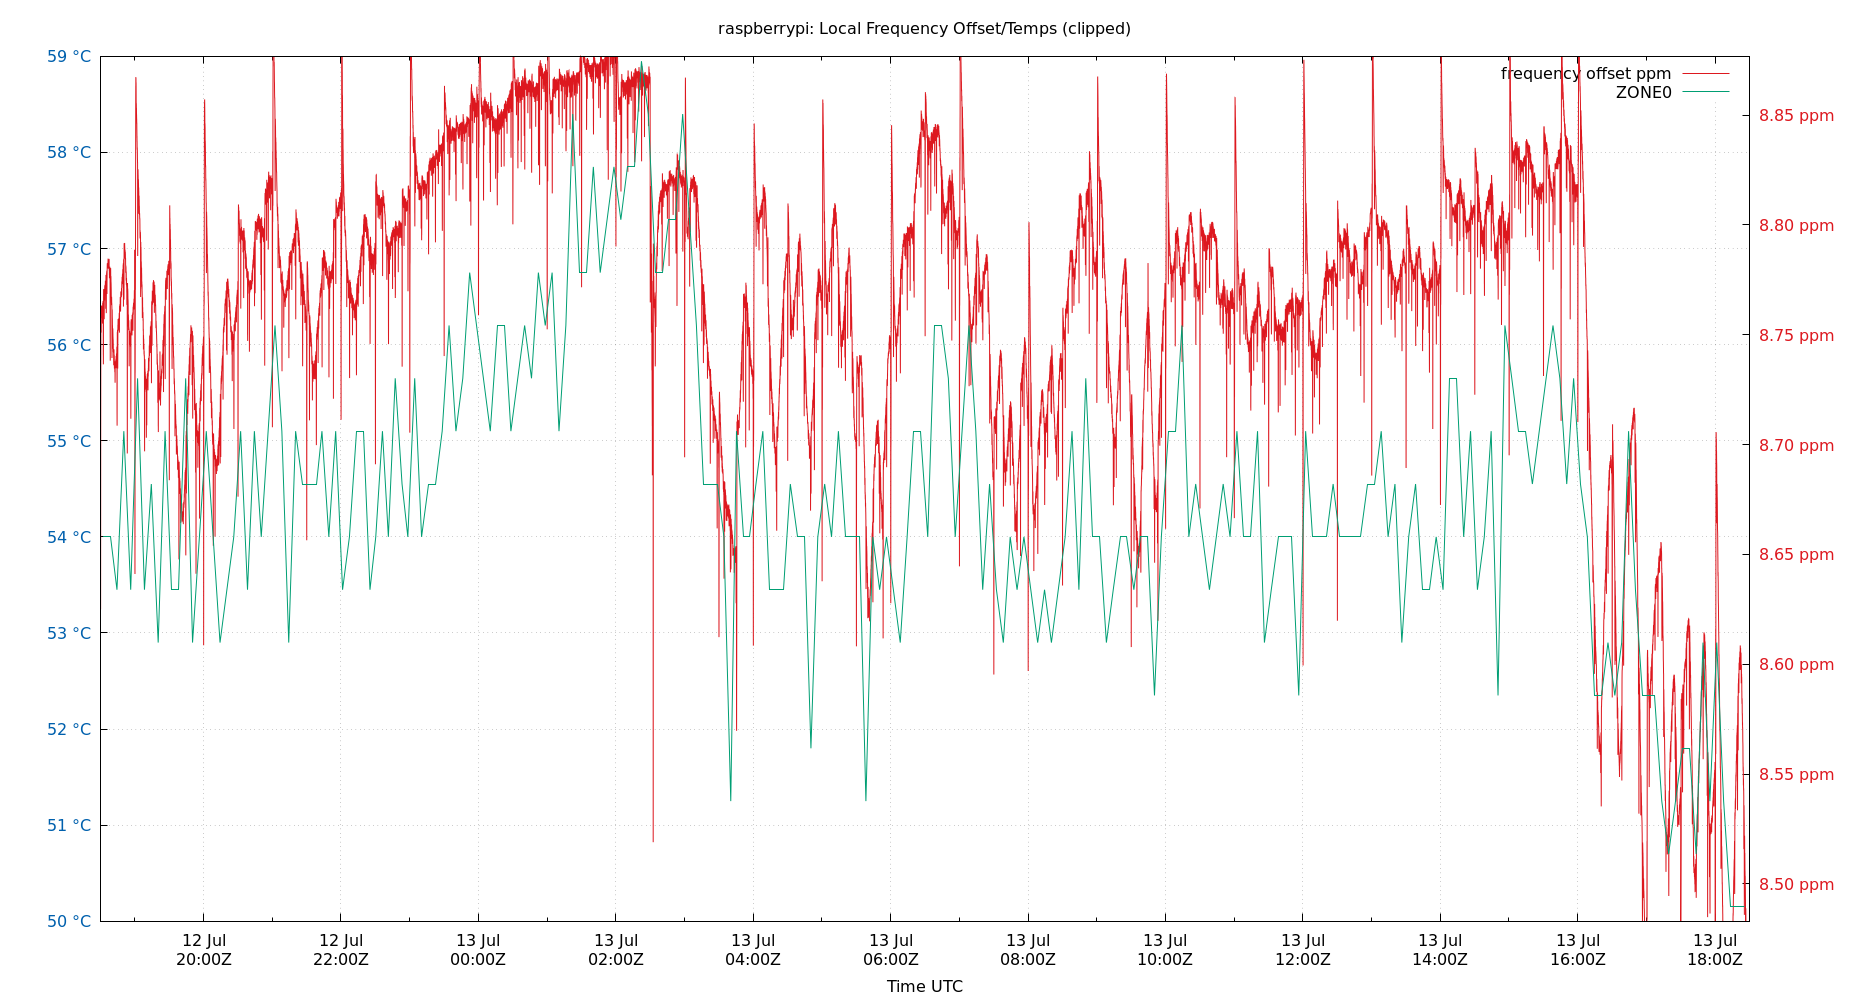 raspberrypi: Local Frequency Offset/Temps (clipped)
59 °C
58 °C
57 °C
56 °C
55 °C
54 °C
53 °C
52 °C
51 °C
50 °C
frequency offset ppm
ZONE0
8.85 ppm
8.80 ppm
8.75 ppm
8.70 ppm
8.65 ppm
8.60 ppm
8.55 ppm
8.50 ppm
12 Jul 12 Jul 13 Jul 13 Jul 13 Jul 13 Jul 13 Jul 13 Jul 13 Jul 13 Jul 13 Jul 13 Jul
20:00Z 22:00Z 00:00Z 02:00Z 04:00Z 06:00Z 08:00Z 10:00Z 12:00Z 14:00Z 16:00Z 18:00Z
Time UTC